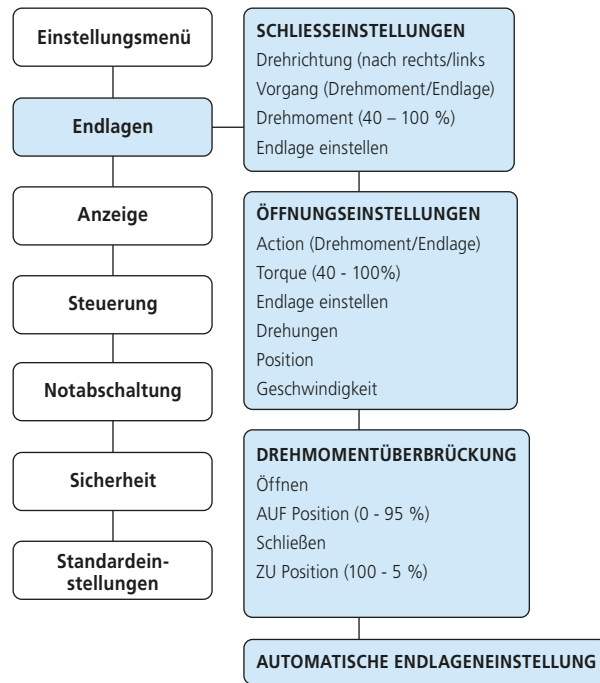 Einstellungsmenü
Endlagen
Anzeige
Steuerung
Notabschaltung
Sicherheit
Standardein-
stellungen
SCHLIESSEINSTELLUNGEN
Drehrichtung (nach rechts/links
Vorgang (Drehmoment/Endlage)
Drehmoment (40 – 100 %)
Endlage einstellen
ÖFFNUNGSEINSTELLUNGEN
Action (Drehmoment/Endlage)
Torque (40 - 100%)
Endlage einstellen
Drehungen
Position
Geschwindigkeit
DREHMOMENTÜBERBRÜCKUNG
Öffnen
AUF Position (0 - 95 %)
Schließen
ZU Position (100 - 5 %)
AUTOMATISCHE ENDLAGENEINSTELLUNG